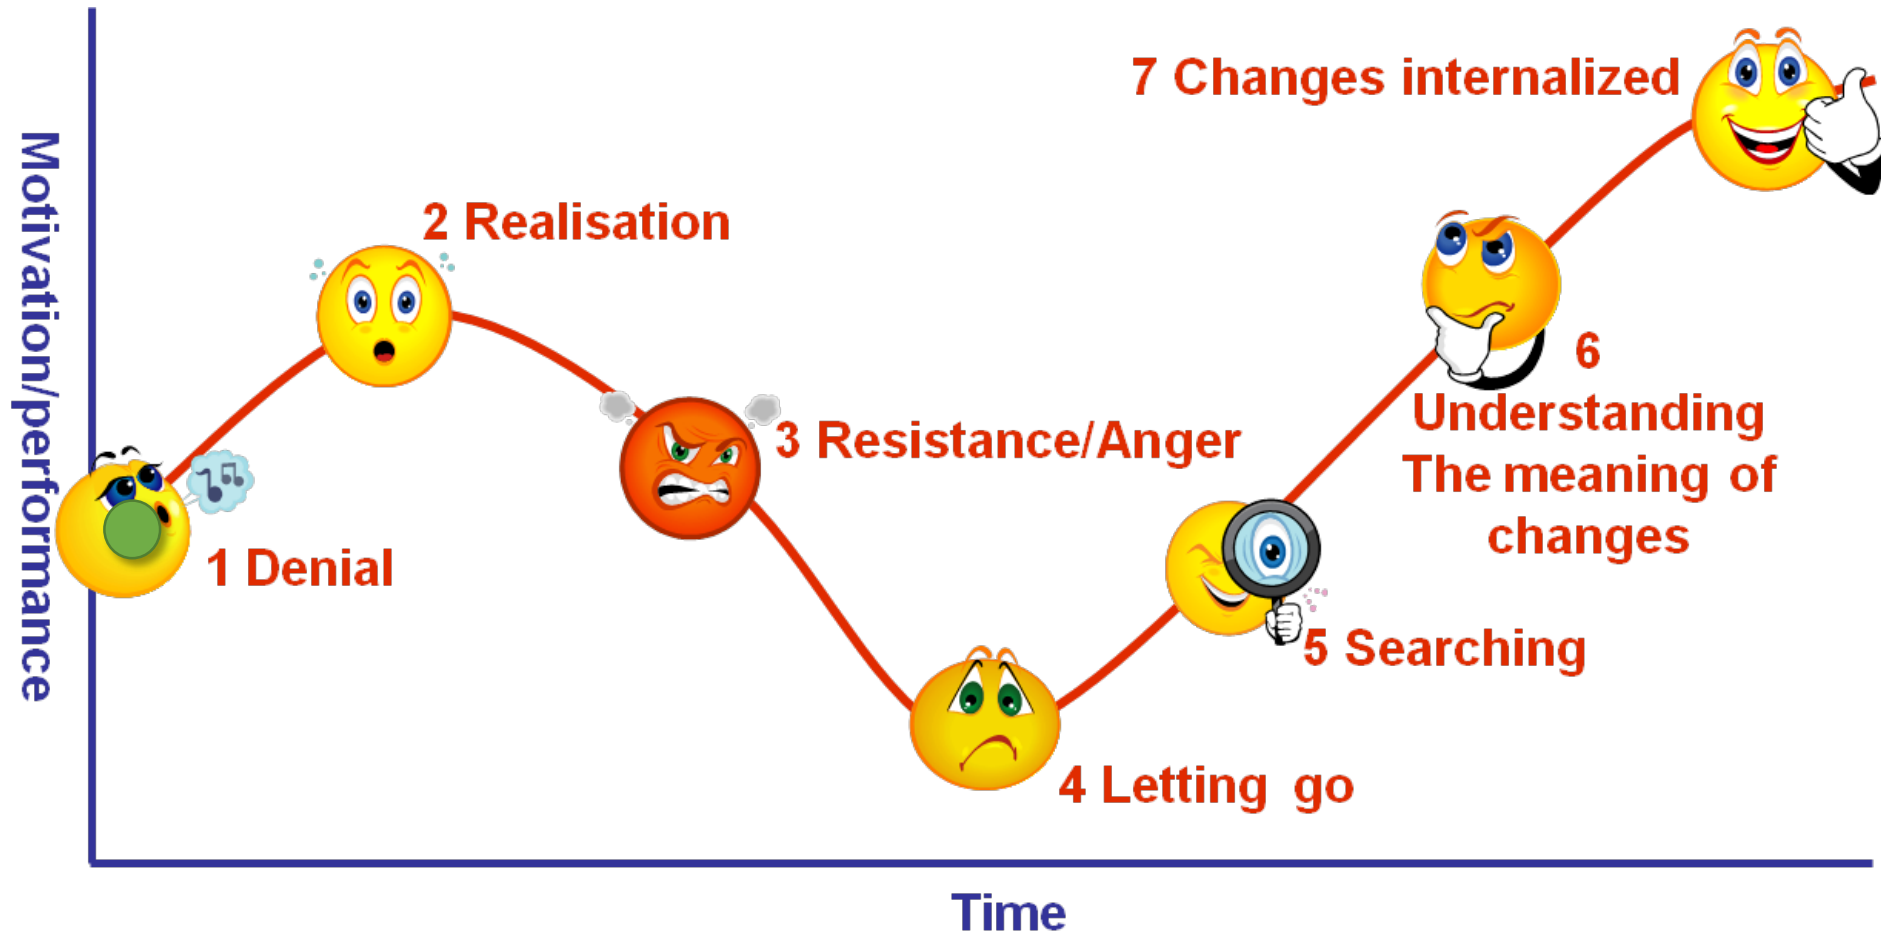 Motivation/performance
7 Changes internalized
2 Realisation
3 Resistance/Anger
1 Denial
6
Understanding
The meaning of
changes
5 Searching
4 Letting go
Time